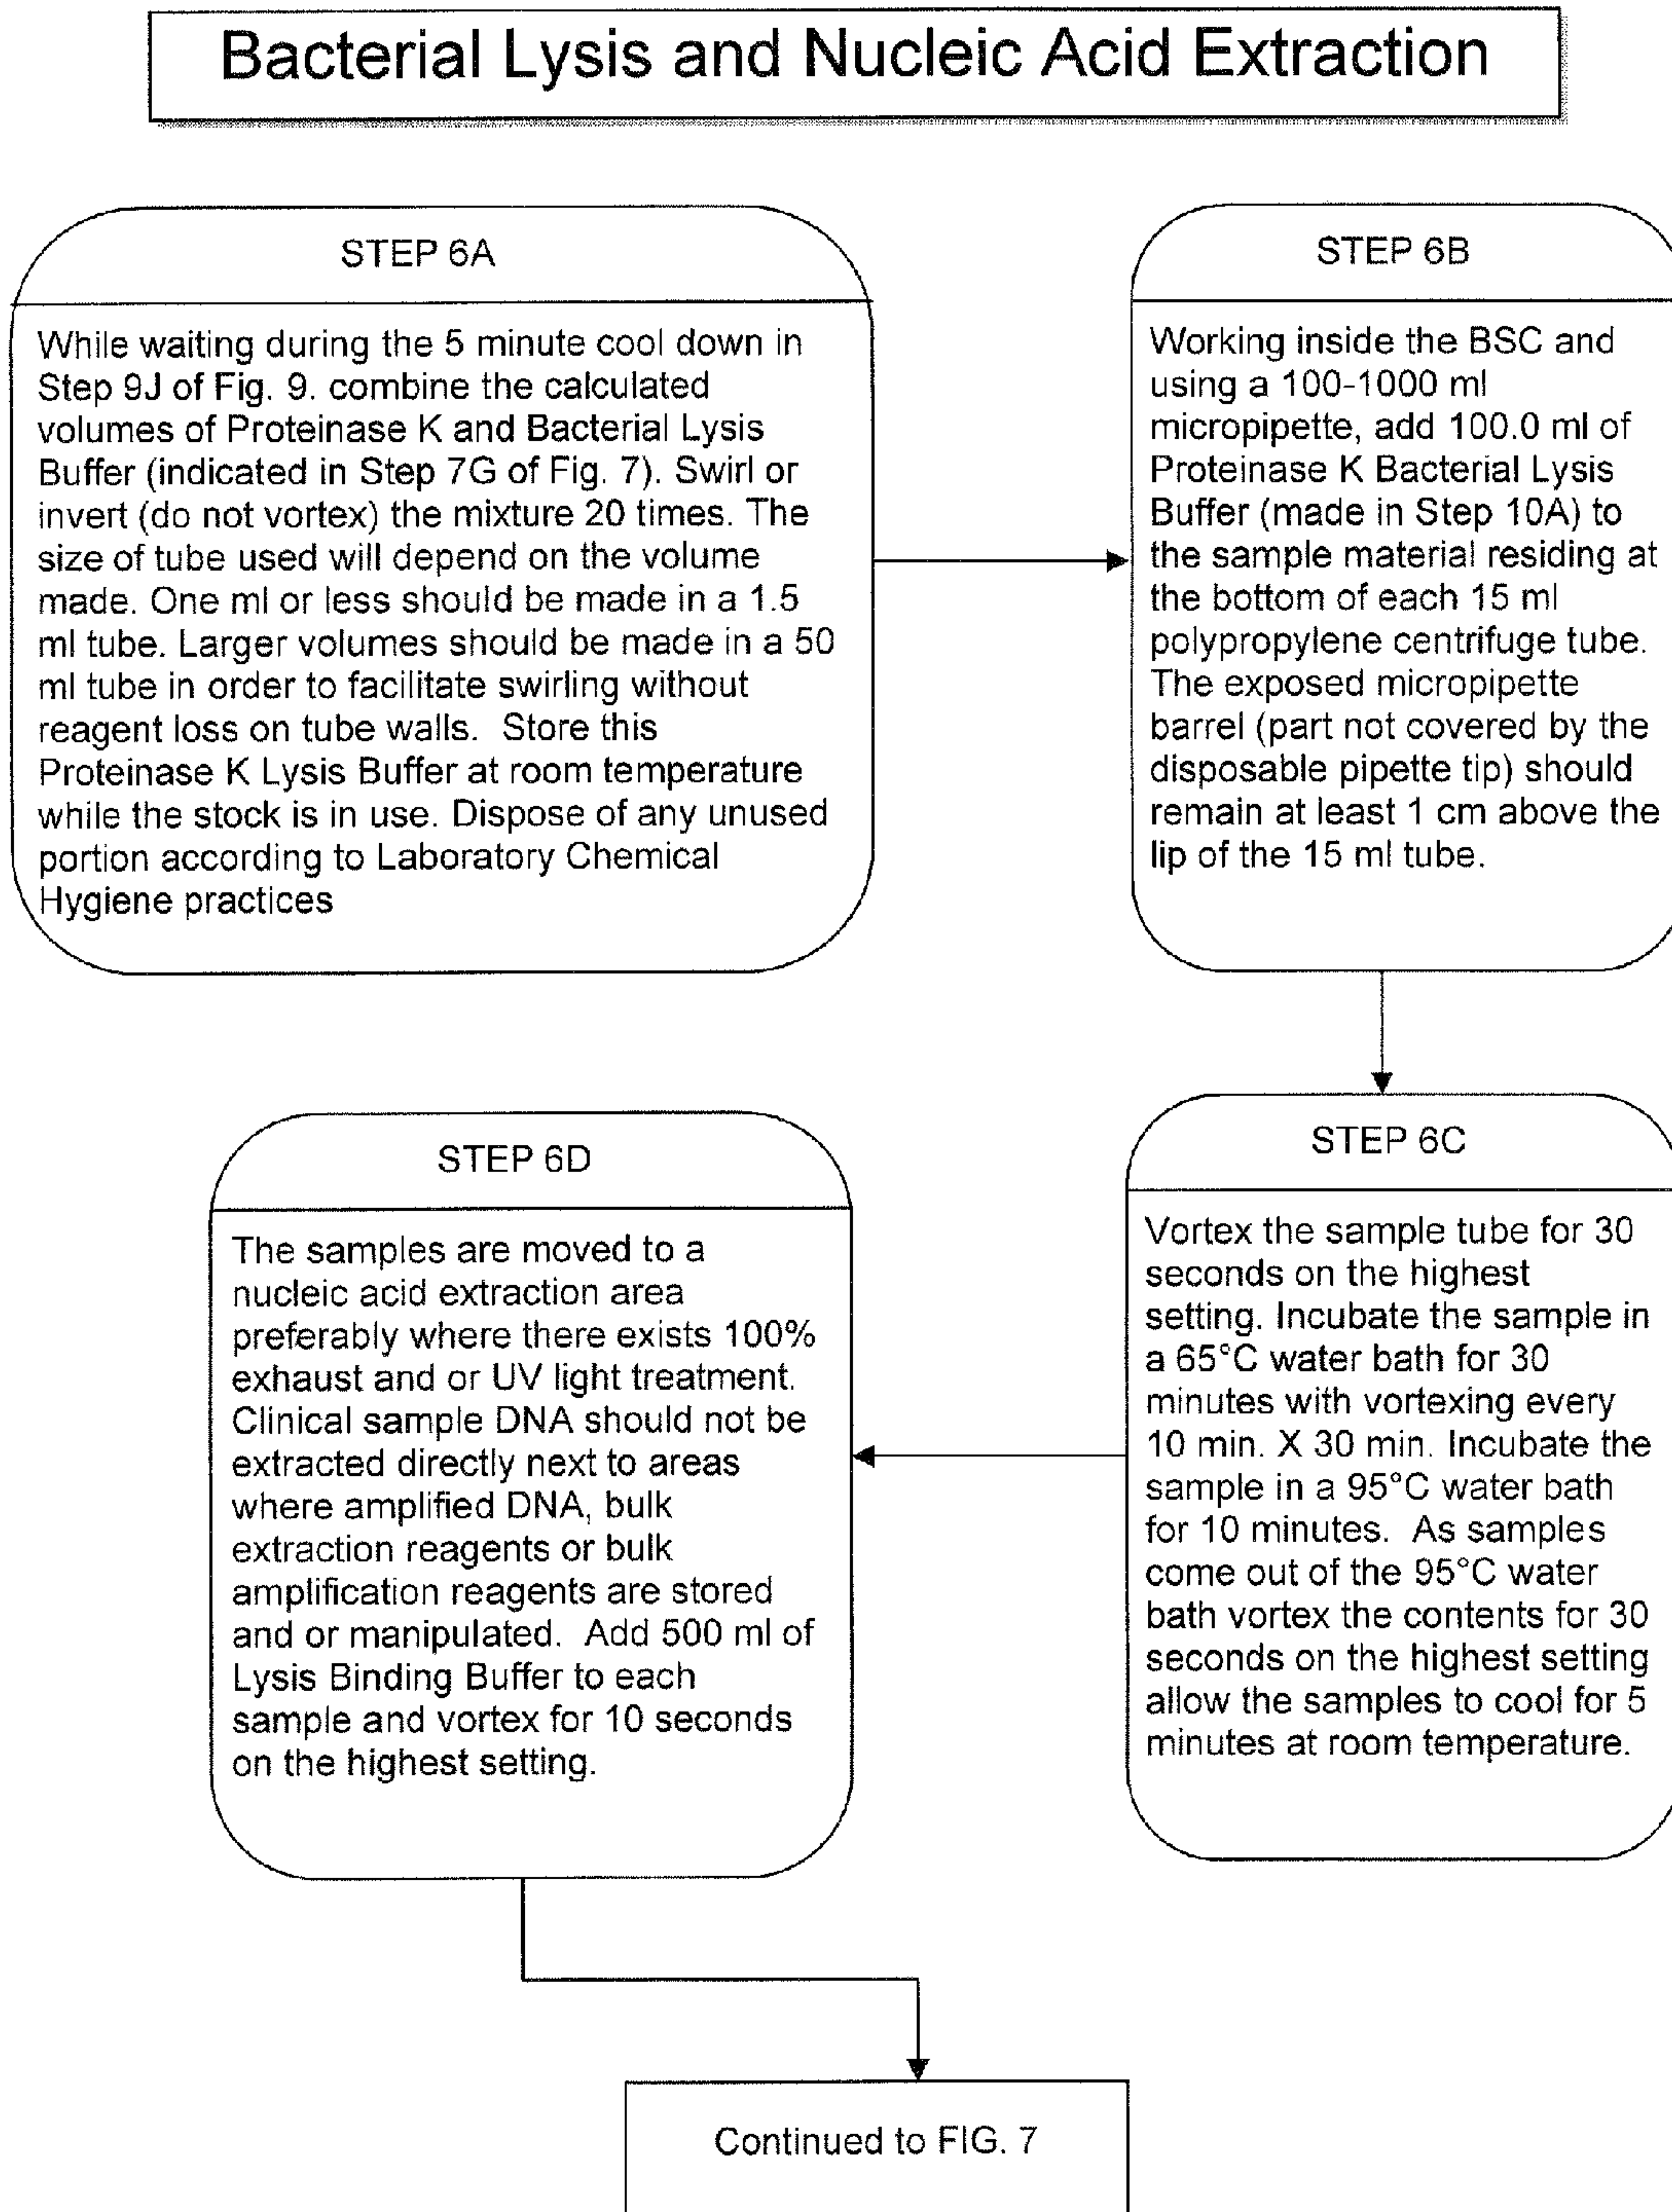 Bacterial Lysis and Nucleic Acid Extraction
STEP 6A
While waiting during the 5 minute cool down in
Step 9J of Fig. 9. combine the calculated
volumes of Proteinase K and Bacterial Lysis
Buffer (indicated in Step 7G of Fig. 7). Swirl or
invert (do not vortex) the mixture 20 times. The
size of tube used will depend on the volume
made. One ml or less should be made in a 1.5
ml tube. Larger volumes should be made in a 50
ml tube in order to facilitate swirling without
reagent loss on tube walls. Store this
Proteinase K Lysis Buffer at room temperature
while the stock is in use. Dispose of any unused
portion according to Laboratory Chemical
Hygiene practices
STEP 6B
Working inside the BSC and
using a 100-1000 ml
micropipette, add 100.0 ml of
Proteinase K Bacterial Lysis
Buffer (made in Step 10A) to
the sample material residing at
the bottom of each 15 ml
polypropylene centrifuge tube.
The exposed micropipette
barrel (part not covered by the
disposable pipette tip) should
remain at least 1 cm above the
lip of the 15 ml tube.
STEP 6C
Vortex the sample tube for 30
seconds on the highest
setting. Incubate the sample in
a 65°C water bath for 30
minutes with vortexing every
10 min. X 30 min. Incubate the
sample in a 95°C water bath
for 10 minutes. As samples
come out of the 95°C water
bath vortex the contents for 30
seconds on the highest setting
allow the samples to cool for 5
minutes at room temperature.
STEP 6D
The samples are moved to a
nucleic acid extraction area
preferably where there exists 100%
exhaust and or UV light treatment.
Clinical sample DNA should not be
extracted directly next to areas
where amplified DNA, bulk
extraction reagents or bulk
amplification reagents are stored
and or manipulated. Add 500 ml of
Lysis Binding Buffer to each
sample and vortex for 10 seconds
on the highest setting.
Continued to FIG. 7